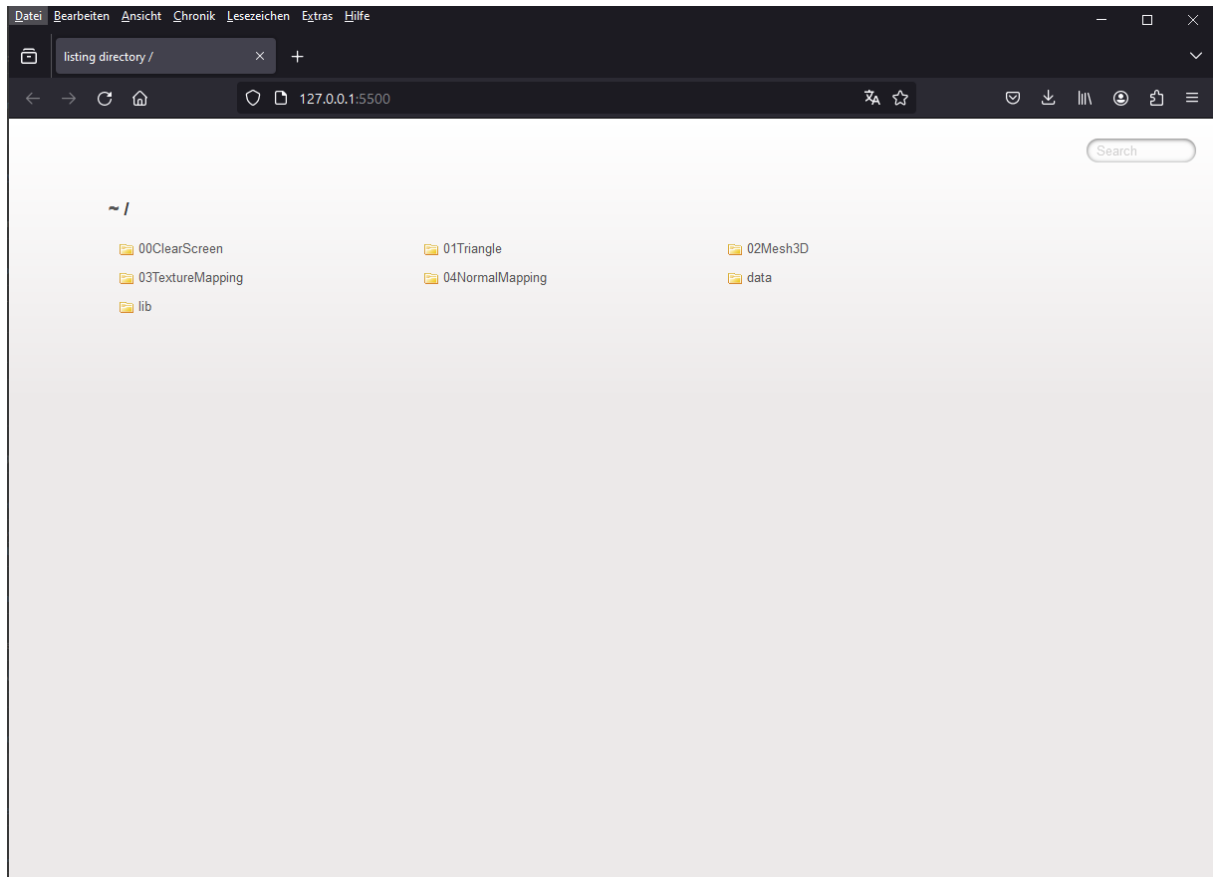 Datei Bearbeiten Ansicht Chronik Lesezeichen Extras Hilfe
listing directory /
127.0.0.1:5500
Search
~ /
00ClearScreen 01Triangle 02Mesh3D
03TextureMapping 04NormalMapping data
lib